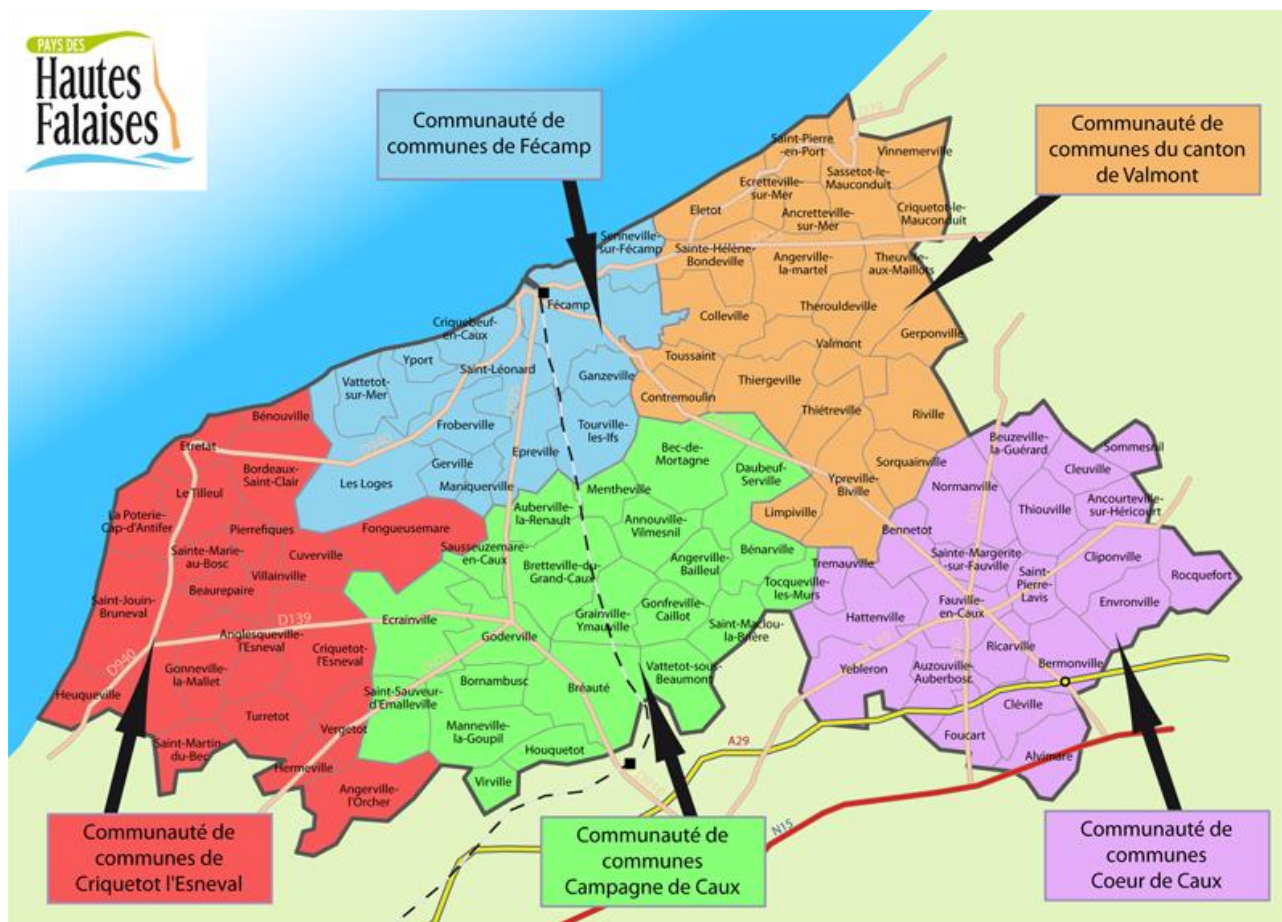 PAYS DES
Hautes
Falaises
Communauté de
communes de Fécamp
Communauté de
communes du canton
de Valmont
Saint-Pierre
-en-Port
Vinnemerville
Sassetot-le-
Mauconduit
Ecretteville-
sur-Mer
Eletot
Ancretteville-
sur-Mer
Criquetot-le-
Mauconduit
Senneville-
sur-Fécamp
Sainte-Hélène-
Bondeville
Angerville-
la-martel
Theuville-
aux-Maillots
Fécamp
Colleville
Therouldeville
Gerponville
Criquebeuf-
en-Caux
Yport
Saint-Léonard
Vattetot-
sur-Mer
Ganzeville
Toussaint
Valmont
Thiergeville
Contremoulin
Thiétreville
Riville
Froberville
Tourville-
les-Ifs
Epreville
Bénouville
Etretat
Gerville
Maniquerville
Les Loges
Bordeaux-
Saint-Clair
Le Tilleul
Bec-de-
Mortagne
Daubeuf-
Serville
Mentheville
Sorquainville
Ypreville-
Biville
Limpiville
Beuzeville-
la-Guérard
Sommesnil
Cleuville
Normanville
Thiouville
Ancourteville-
sur-Héricourt
Bennetot
La Poterie-
Cap-d'Antifer
Pierrefiques
Fongueusemare
Auberville-
la-Renault
Annouville-
Vilmesnil
Sainte-Marie-
au-Bosc
Cuverville
Sausseuzemare-
en-Caux
Villainville
Bretteville-du-
Grand-Caux
Angerville-
Bailleul
Bénarville
Tremauville
Sainte-Margerite
-sur-Fauville
Saint-
Pierre-
Lavis
Cliponville
Rocquefort
Beaurepaire
Saint-Jouin-
Bruneval
Tocqueville-
les-Murs
Hattenville
Fauville-
en-Caux
Envronville
D139
Ecrainville
Grainville-
Ymauville
Gonfreville-
Caillot
Goderville
Saint-Maclou-
la-Brière
Anglesqueville-
l'Esneval
Criquetot-
l'Esneval
D940
Gonneville-
la-Mallet
Heuqueville
Ricarville
Bermonville
Yebleron
Auzouville-
Auberbosc
Vattetot-sous-
Beaumont
Bornambusc
Bréauté
Saint-Sauveur-
d'Emalleville
Turretot
Vergetot
Manneville-
la-Goupil
Houquetot
Cléville
Foucart
Alvimare
Saint-Martin-
du-Bec
Hermeville
Angerville-
l'Orcher
Virville
A29
N15
Communauté de
communes de
Criquetot l'Esneval
Communauté de
communes
Campagne de Caux
Communauté de
communes
Coeur de Caux